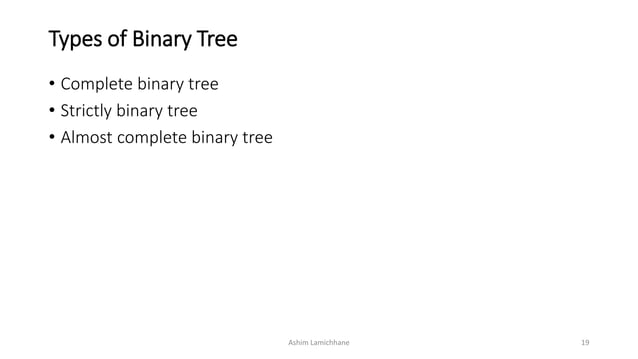 Types of Binary Tree
• Complete binary tree
• Strictly binary tree
• Almost complete binary tree
Ashim Lamichhane
19